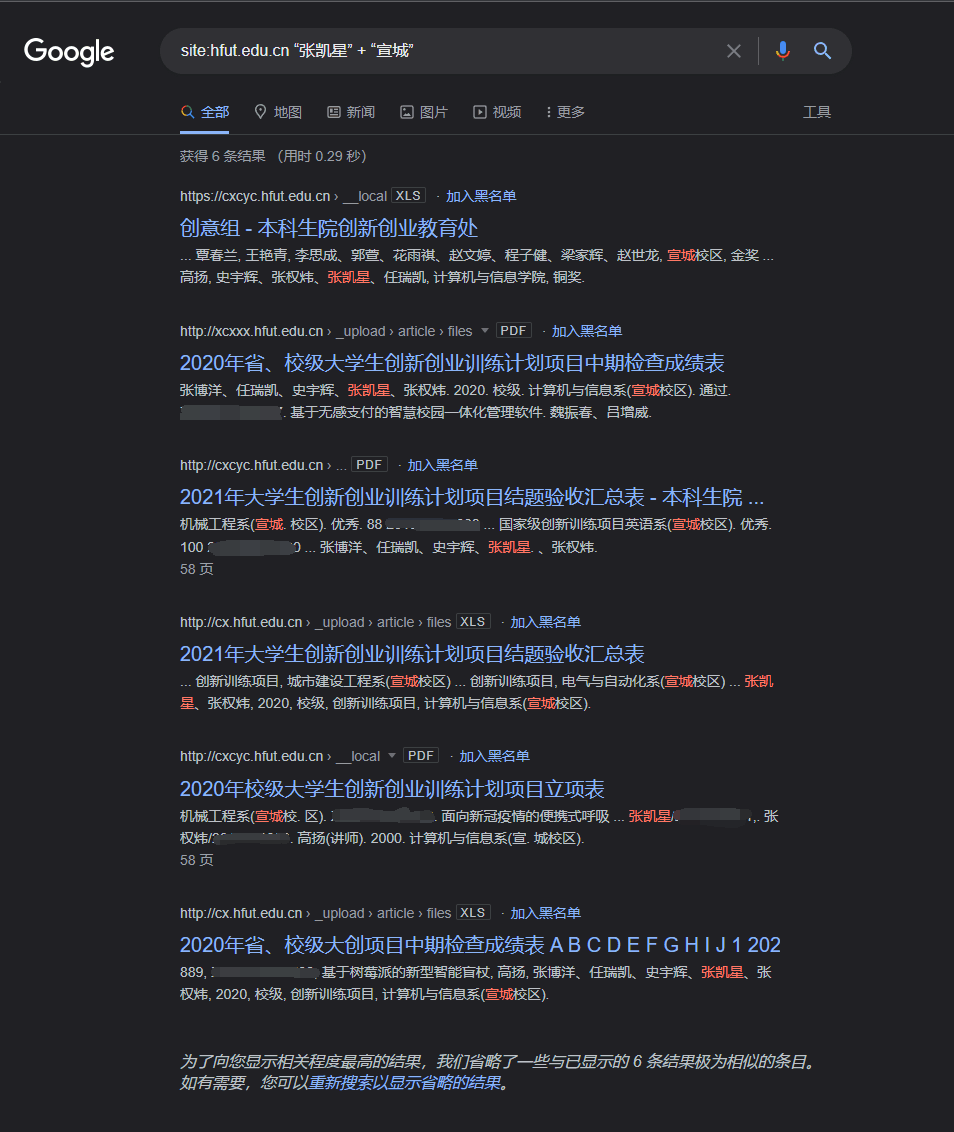 Google
site:hfut.edu.cn “张凯星” + “宣城”
全部 地图 新闻 图片 视频 更多 工具
获得 6 条结果 （用时 0.29 秒）
https://cxcyc.hfut.edu.cn › __local XLS · 加入黑名单
创意组 - 本科生院创新创业教育处
... 覃春兰, 王艳青, 李思成、郭萱、花雨祺、赵文婷、程子健、梁家辉、赵世龙, 宣城校区, 金奖 ...
高扬, 史宇辉、张权炜、张凯星、任瑞凯, 计算机与信息学院, 铜奖.
http://xcxxx.hfut.edu.cn › _upload › article › files PDF · 加入黑名单
2020年省、校级大学生创新创业训练计划项目中期检查成绩表
张博洋、任瑞凯、史宇辉、张凯星、张权炜. 2020. 校级. 计算机与信息系(宣城校区). 通过.
. 基于无感支付的智慧校园一体化管理软件. 魏振春、吕增威.
http://cxcyc.hfut.edu.cn › ... PDF · 加入黑名单
2021年大学生创新创业训练计划项目结题验收汇总表 - 本科生院 ...
机械工程系(宣城. 校区). 优秀. 88 ... 国家级创新训练项目英语系(宣城校区). 优秀.
100 ... 张博洋、任瑞凯、史宇辉、张凯星. 、张权炜.
58 页
http://cx.hfut.edu.cn › _upload › article › files XLS · 加入黑名单
2021年大学生创新创业训练计划项目结题验收汇总表
... 创新训练项目, 城市建设工程系(宣城校区) ... 创新训练项目, 电气与自动化系(宣城校区) ... 张凯
星、张权炜, 2020, 校级, 创新训练项目, 计算机与信息系(宣城校区).
http://cxcyc.hfut.edu.cn › __local PDF · 加入黑名单
2020年校级大学生创新创业训练计划项目立项表
机械工程系(宣城校. 区). . 面向新冠疫情的便携式呼吸 ... 张凯星/ ,. 张
权炜/ . 高扬(讲师). 2000. 计算机与信息系(宣. 城校区).
58 页
http://cx.hfut.edu.cn › _upload › article › files XLS · 加入黑名单
2020年省、校级大创项目中期检查成绩表 A B C D E F G H I J 1 202
889, , 基于树莓派的新型智能盲杖, 高扬, 张博洋、任瑞凯、史宇辉、张凯星、张
权炜, 2020, 校级, 创新训练项目, 计算机与信息系(宣城校区).
为了向您显示相关程度最高的结果，我们省略了一些与已显示的 6 条结果极为相似的条目。
如有需要，您可以重新搜索以显示省略的结果。